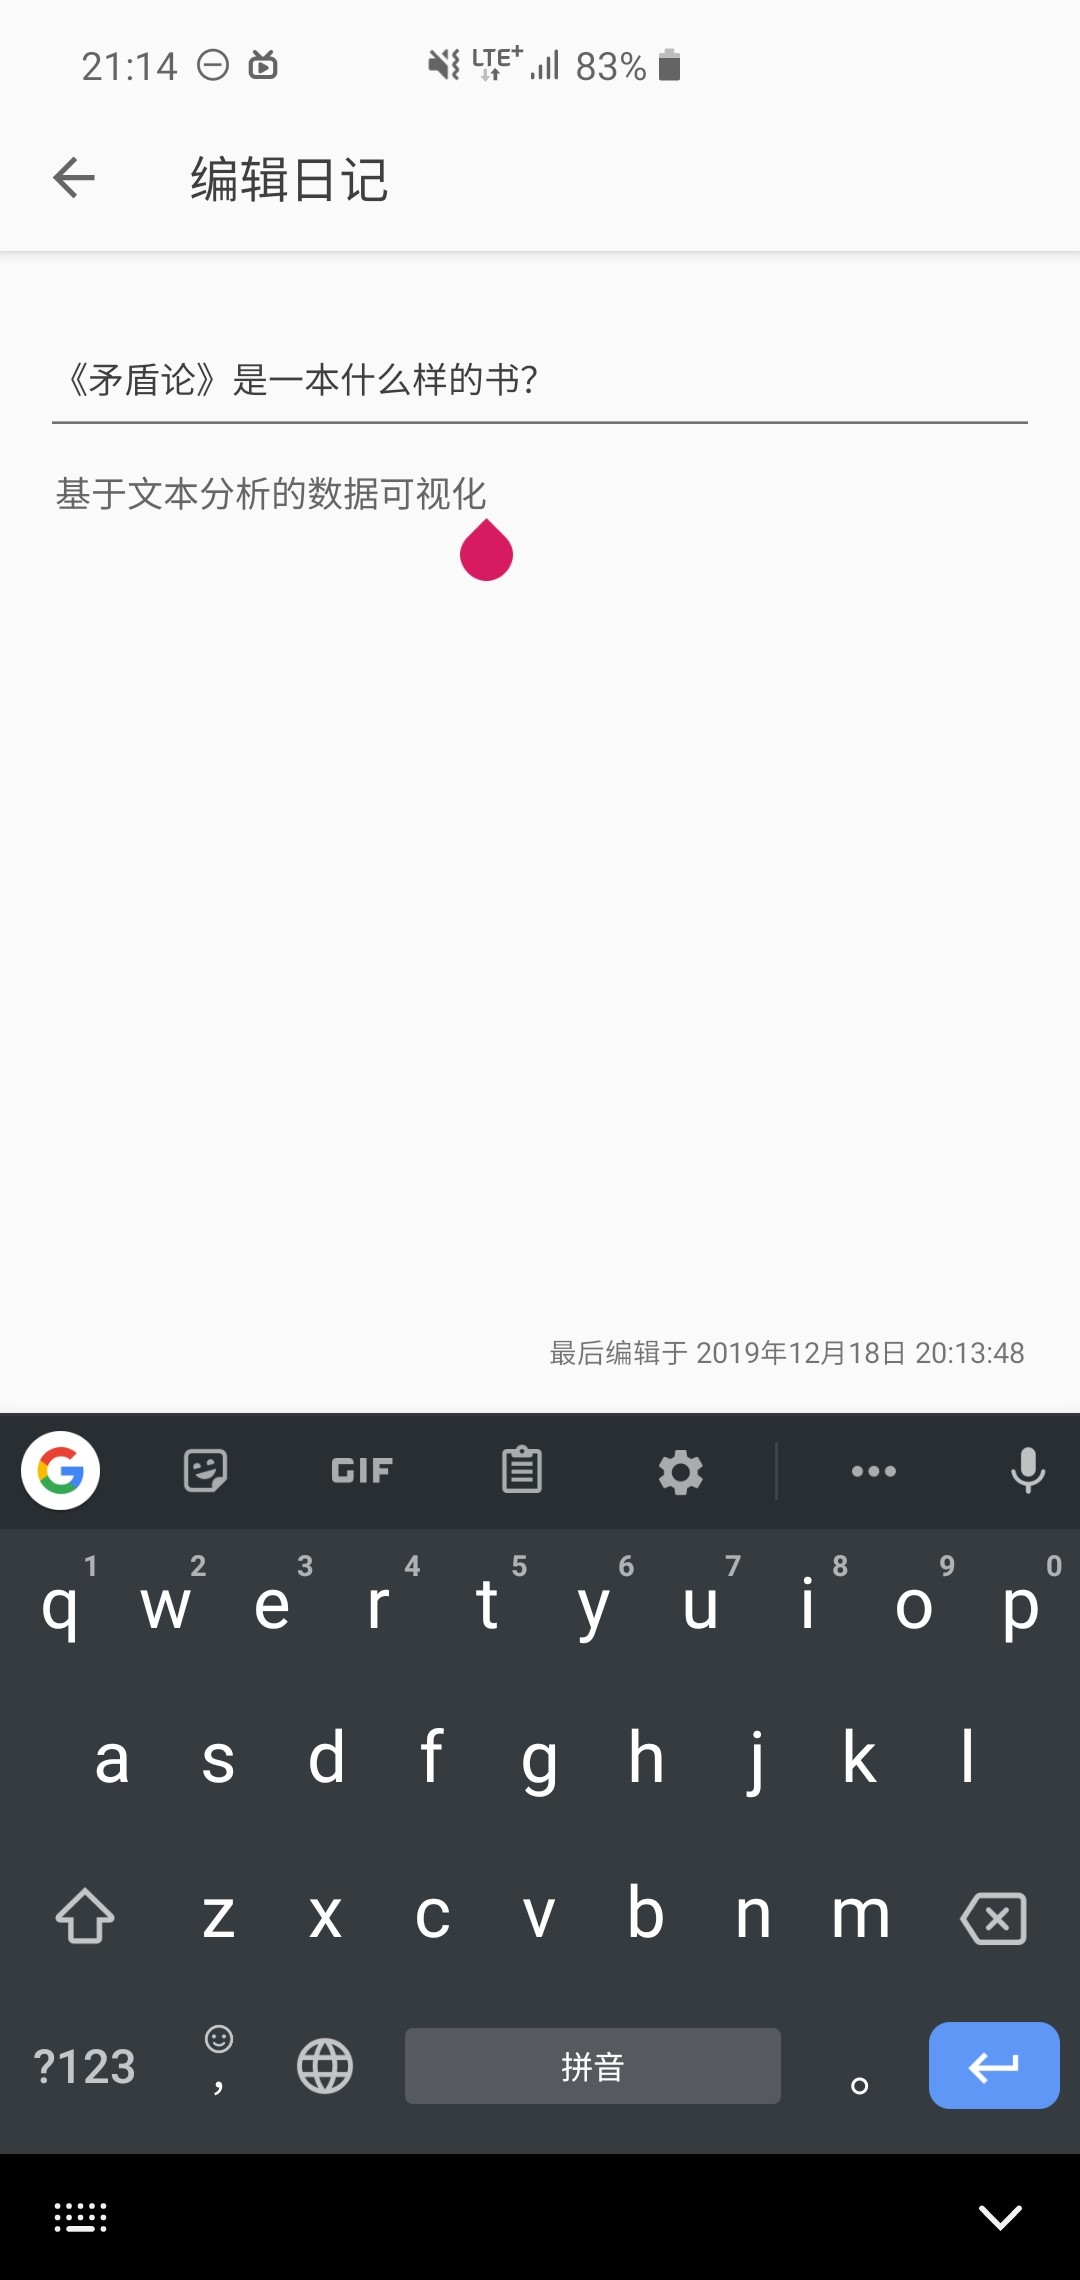 21:14 LTE+ 83%
编辑日记
《矛盾论》是一本什么样的书?
基于文本分析的数据可视化
最后编辑于 2019年12月18日 20:13:48
G GIF
1 2 3 4 5 6 7 8 9 0
q w e r t y u i o p
a s d f g h j k l
z x c v b n m
?123 , 拼音 。